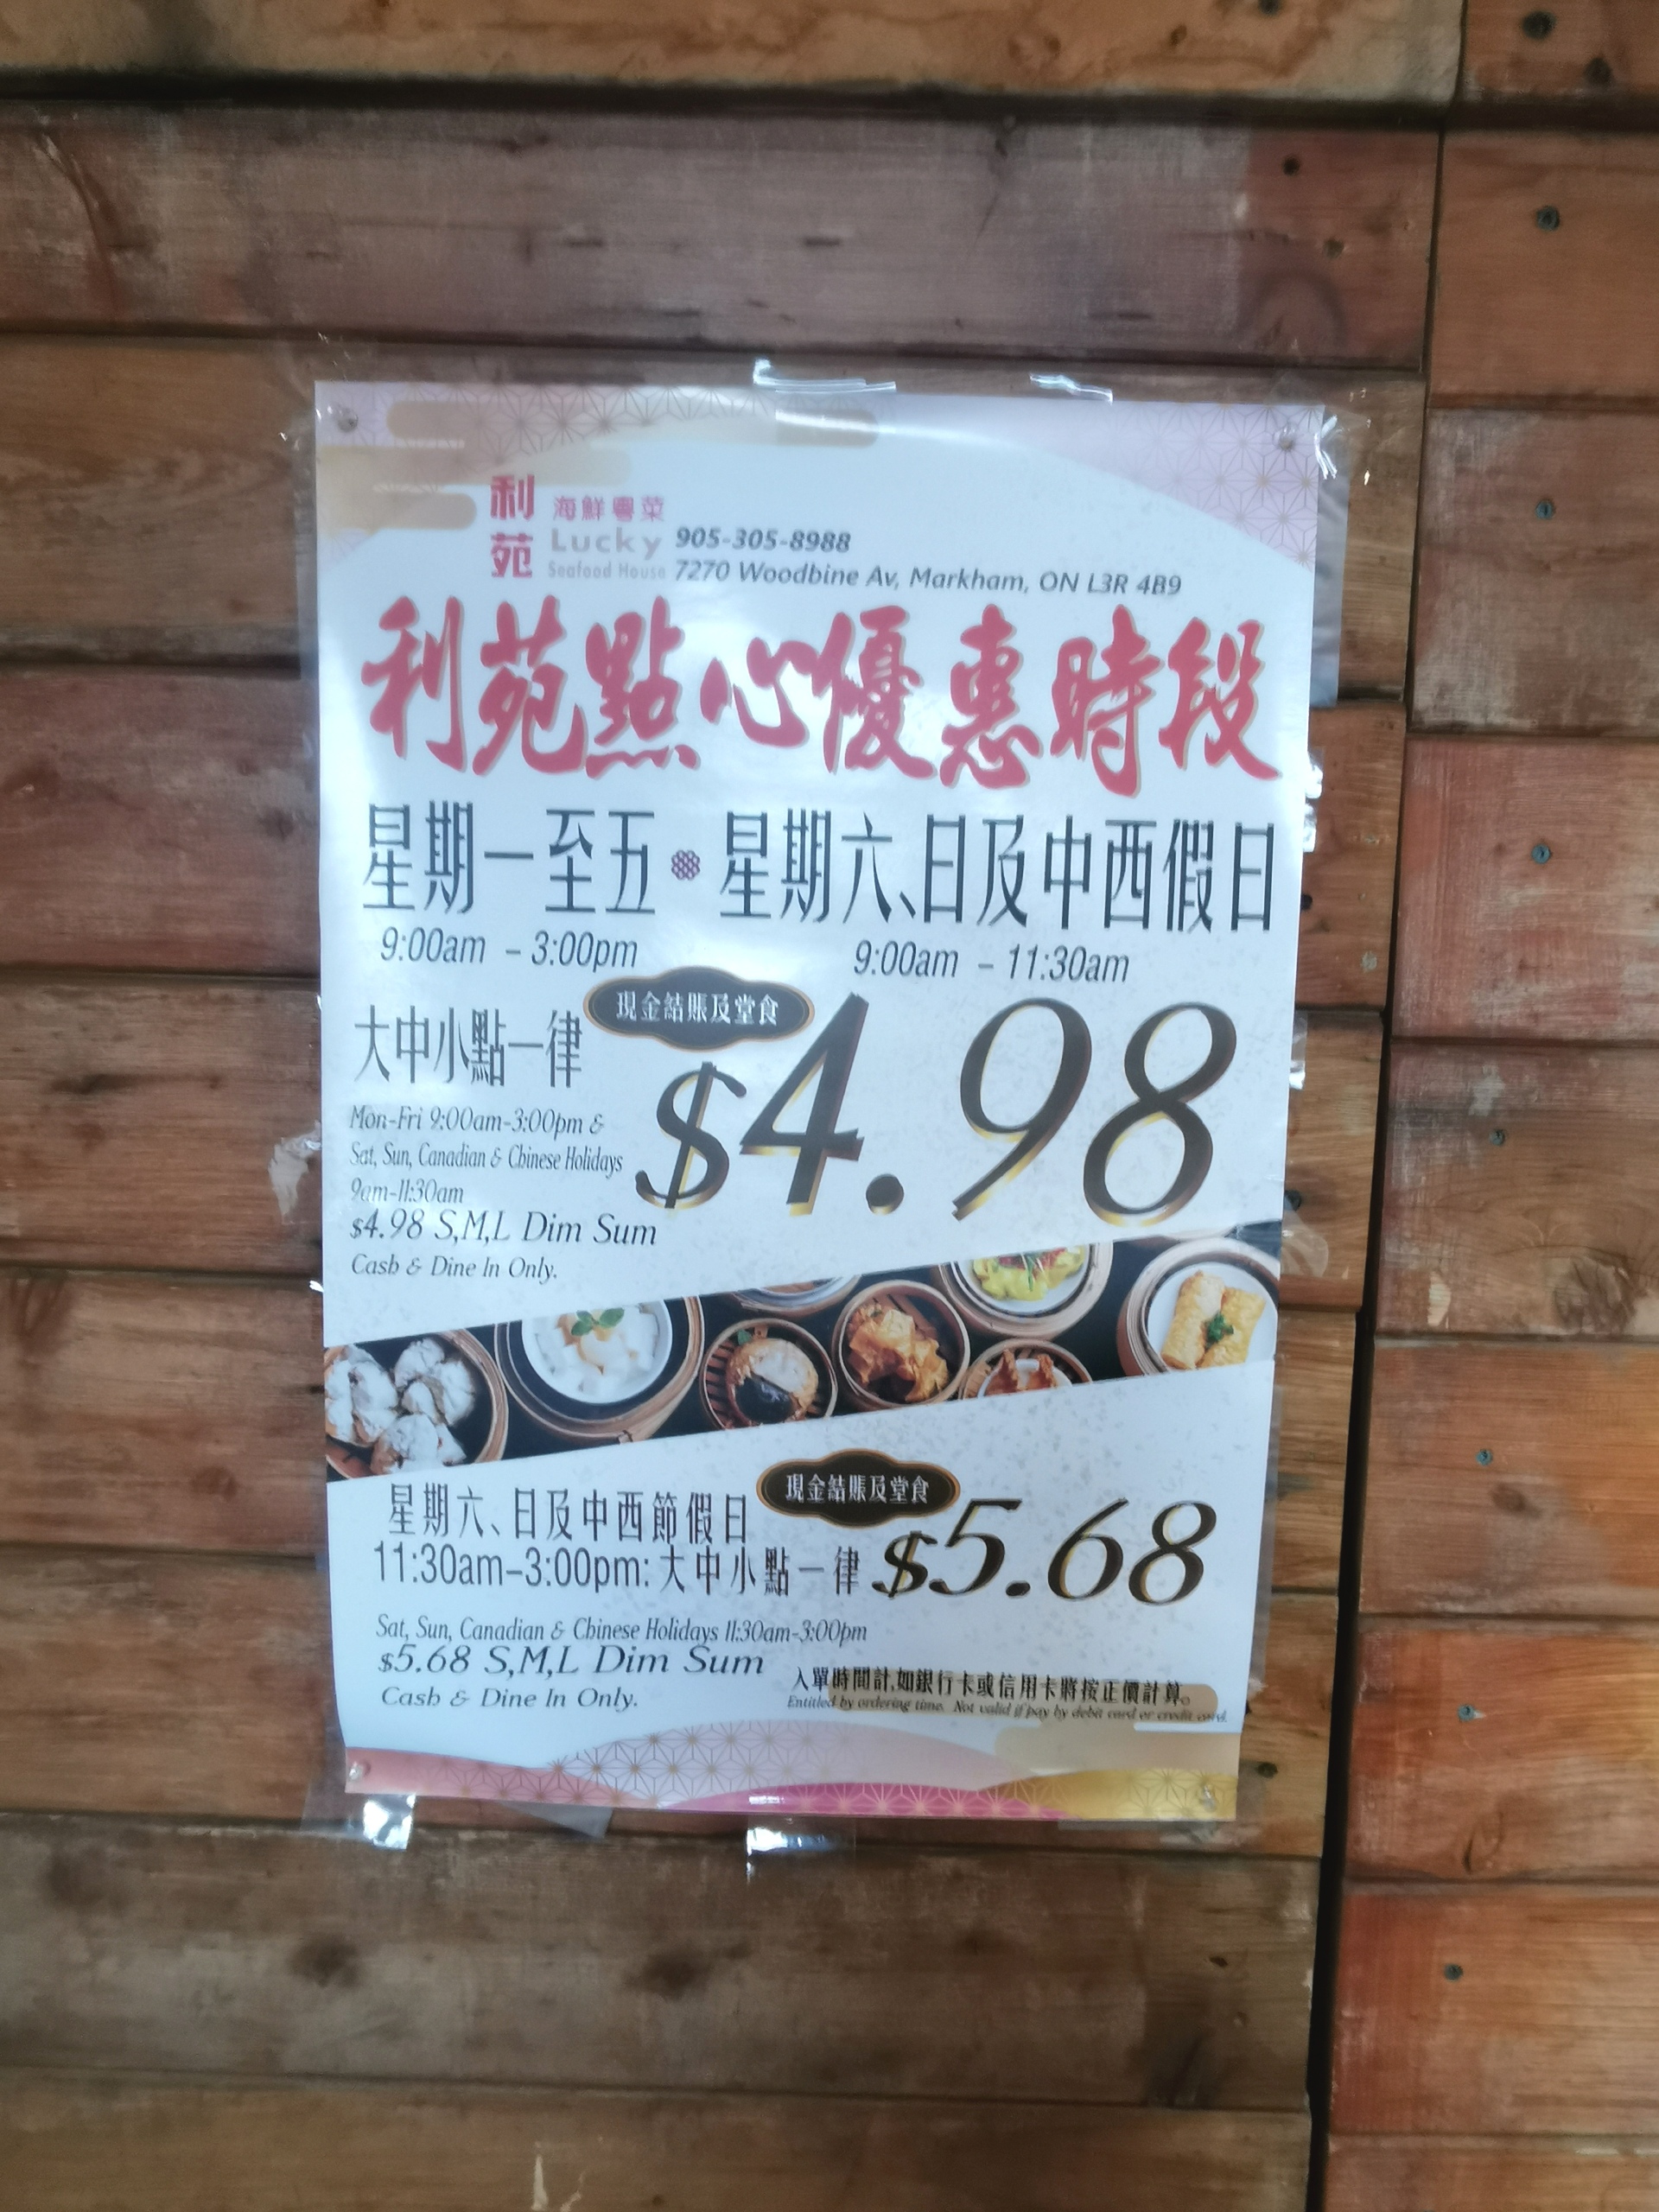 利苑
海鮮粵菜
Lucky
Seafood House
905-305-8988
7270 Woodbine Av, Markham, ON L3R 4B9
利苑點心優惠時段
星期一至五
9:00am - 3:00pm
星期六、日及中西假日
9:00am - 11:30am
大中小點一律
現金結賬及堂食
$4.98
Mon-Fri 9:00am-3:00pm &
Sat, Sun, Canadian & Chinese Holidays
9am-11:30am
$4.98 S,M,L Dim Sum
Cash & Dine In Only.
星期六、日及中西節假日
11:30am-3:00pm: 大中小點一律
現金結賬及堂食
$5.68
Sat, Sun, Canadian & Chinese Holidays 11:30am-3:00pm
$5.68 S,M,L Dim Sum
Cash & Dine In Only.
入單時間計,如銀行卡或信用卡將按正價計算。
Entitled by ordering time. Not valid if pay by debit card or credit card.